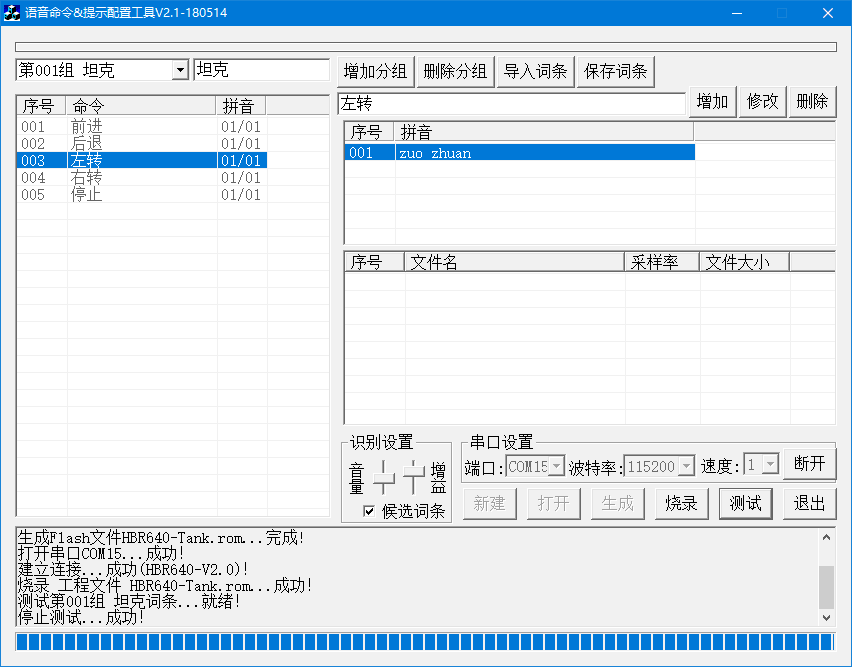 语音命令&提示配置工具V2.1-180514
第001组 坦克 坦克 增加分组 删除分组 导入词条 保存词条
左转 增加 修改 删除
序号 命令 拼音
001 前进 01/01
002 后退 01/01
003 左转 01/01
004 右转 01/01
005 停止 01/01
序号 拼音
001 zuo zhuan
序号 文件名 采样率 文件大小
识别设置
音量 增益
候选词条
串口设置
端口: COM15 波特率: 115200 速度: 1 断开
新建 打开 生成 烧录 测试 退出
生成Flash文件HBR640-Tank.rom...完成!
打开串口COM15...成功!
建立连接...成功(HBR640-V2.0)!
烧录 工程文件 HBR640-Tank.rom...成功!
测试第001组 坦克词条...就绪!
停止测试...成功!